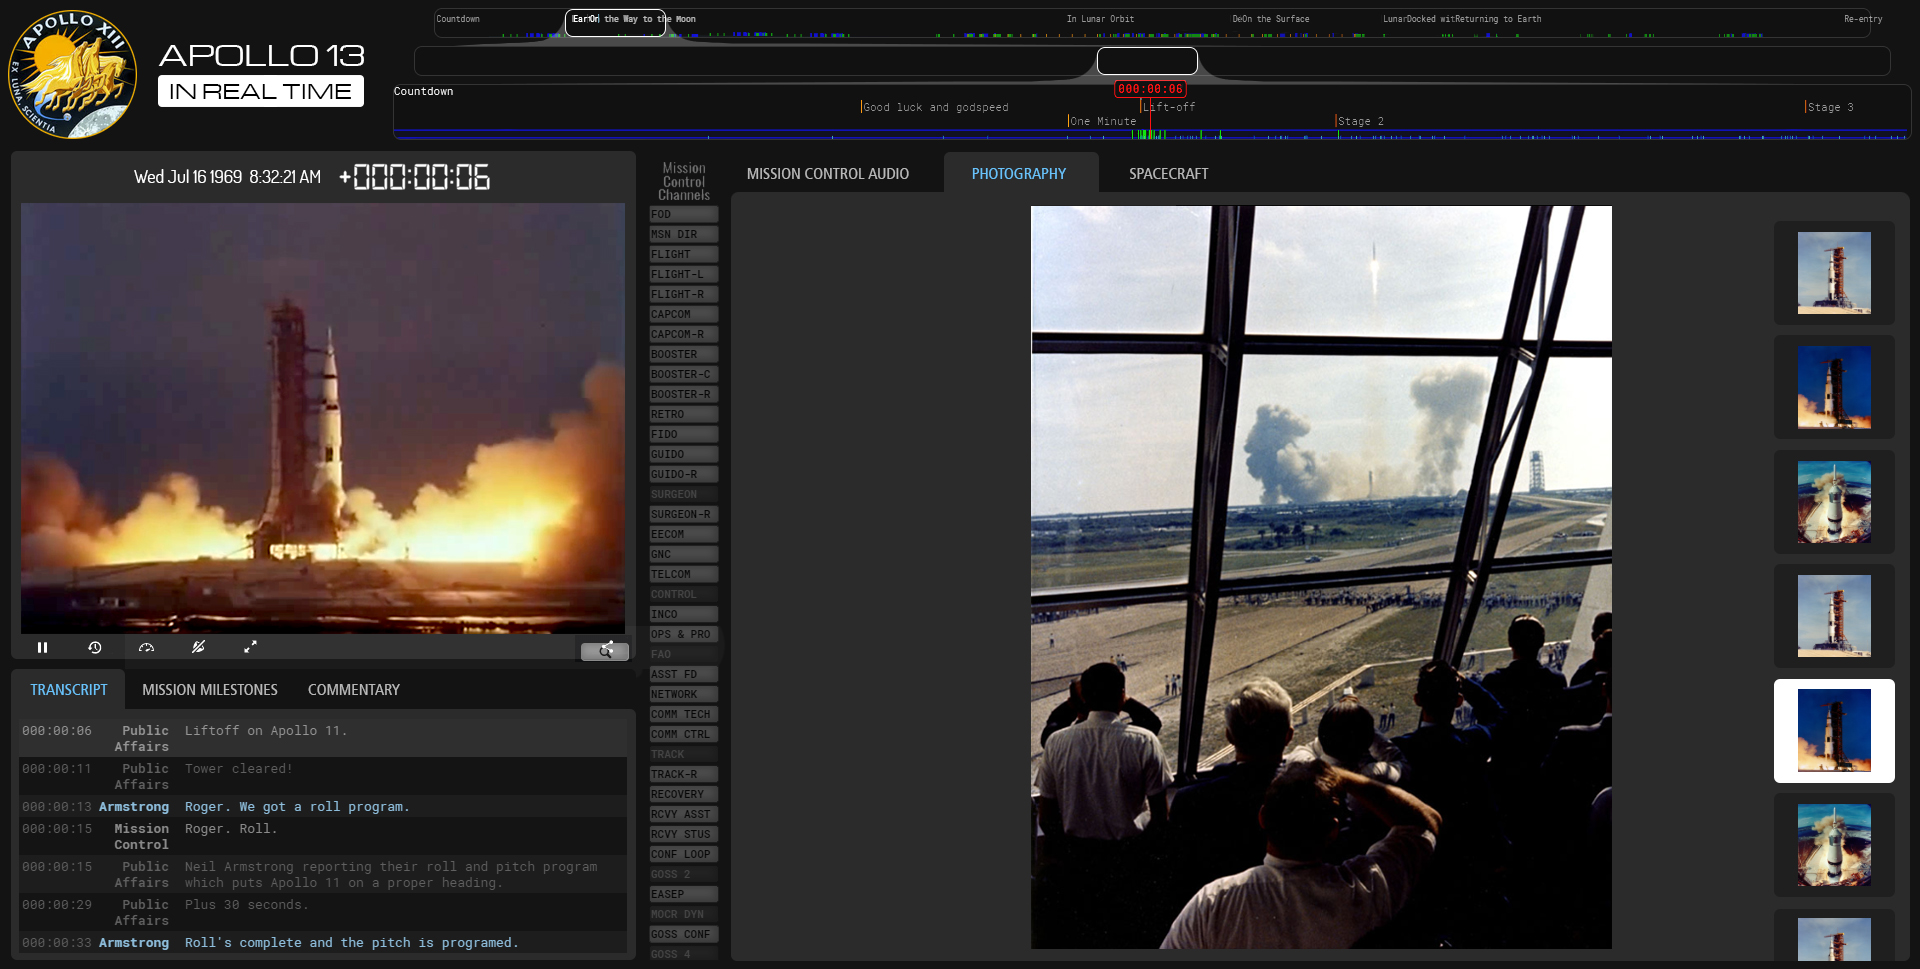 APOLLO XIII
EX LUNA, SCIENTIA
APOLLO 13
IN REAL TIME
Countdown
On the Way to the Moon
In Lunar Orbit
On the Surface
Returning to Earth
Re-entry
000:00:06
Countdown
Good luck and godspeed
Lift-off
Stage 3
One Minute
Stage 2
Wed Jul 16 1969 8:32:21 AM +000:00:06
Mission
Control
Channels
FOD
MSN DIR
FLIGHT
FLIGHT-L
FLIGHT-R
CAPCOM
CAPCOM-R
BOOSTER
BOOSTER-C
BOOSTER-R
RETRO
FIDO
GUIDO
GUIDO-R
SURGEON
SURGEON-R
EECOM
GNC
TELCOM
CONTROL
INCO
OPS & PRO
FAO
ASST FD
NETWORK
COMM TECH
COMM CTRL
TRACK
TRACK-R
RECOVERY
RCVY ASST
RCVY STUS
CONF LOOP
GOSS 2
EASEP
MOCR DYN
GOSS CONF
GOSS 4
MISSION CONTROL AUDIO
PHOTOGRAPHY
SPACECRAFT
TRANSCRIPT
MISSION MILESTONES
COMMENTARY
000:00:06 Public Affairs Liftoff on Apollo 11.
000:00:11 Public Affairs Tower cleared!
000:00:13 Armstrong Roger. We got a roll program.
000:00:15 Mission Control Roger. Roll.
000:00:15 Public Affairs Neil Armstrong reporting their roll and pitch program
which puts Apollo 11 on a proper heading.
000:00:29 Public Affairs Plus 30 seconds.
000:00:33 Armstrong Roll's complete and the pitch is programed.